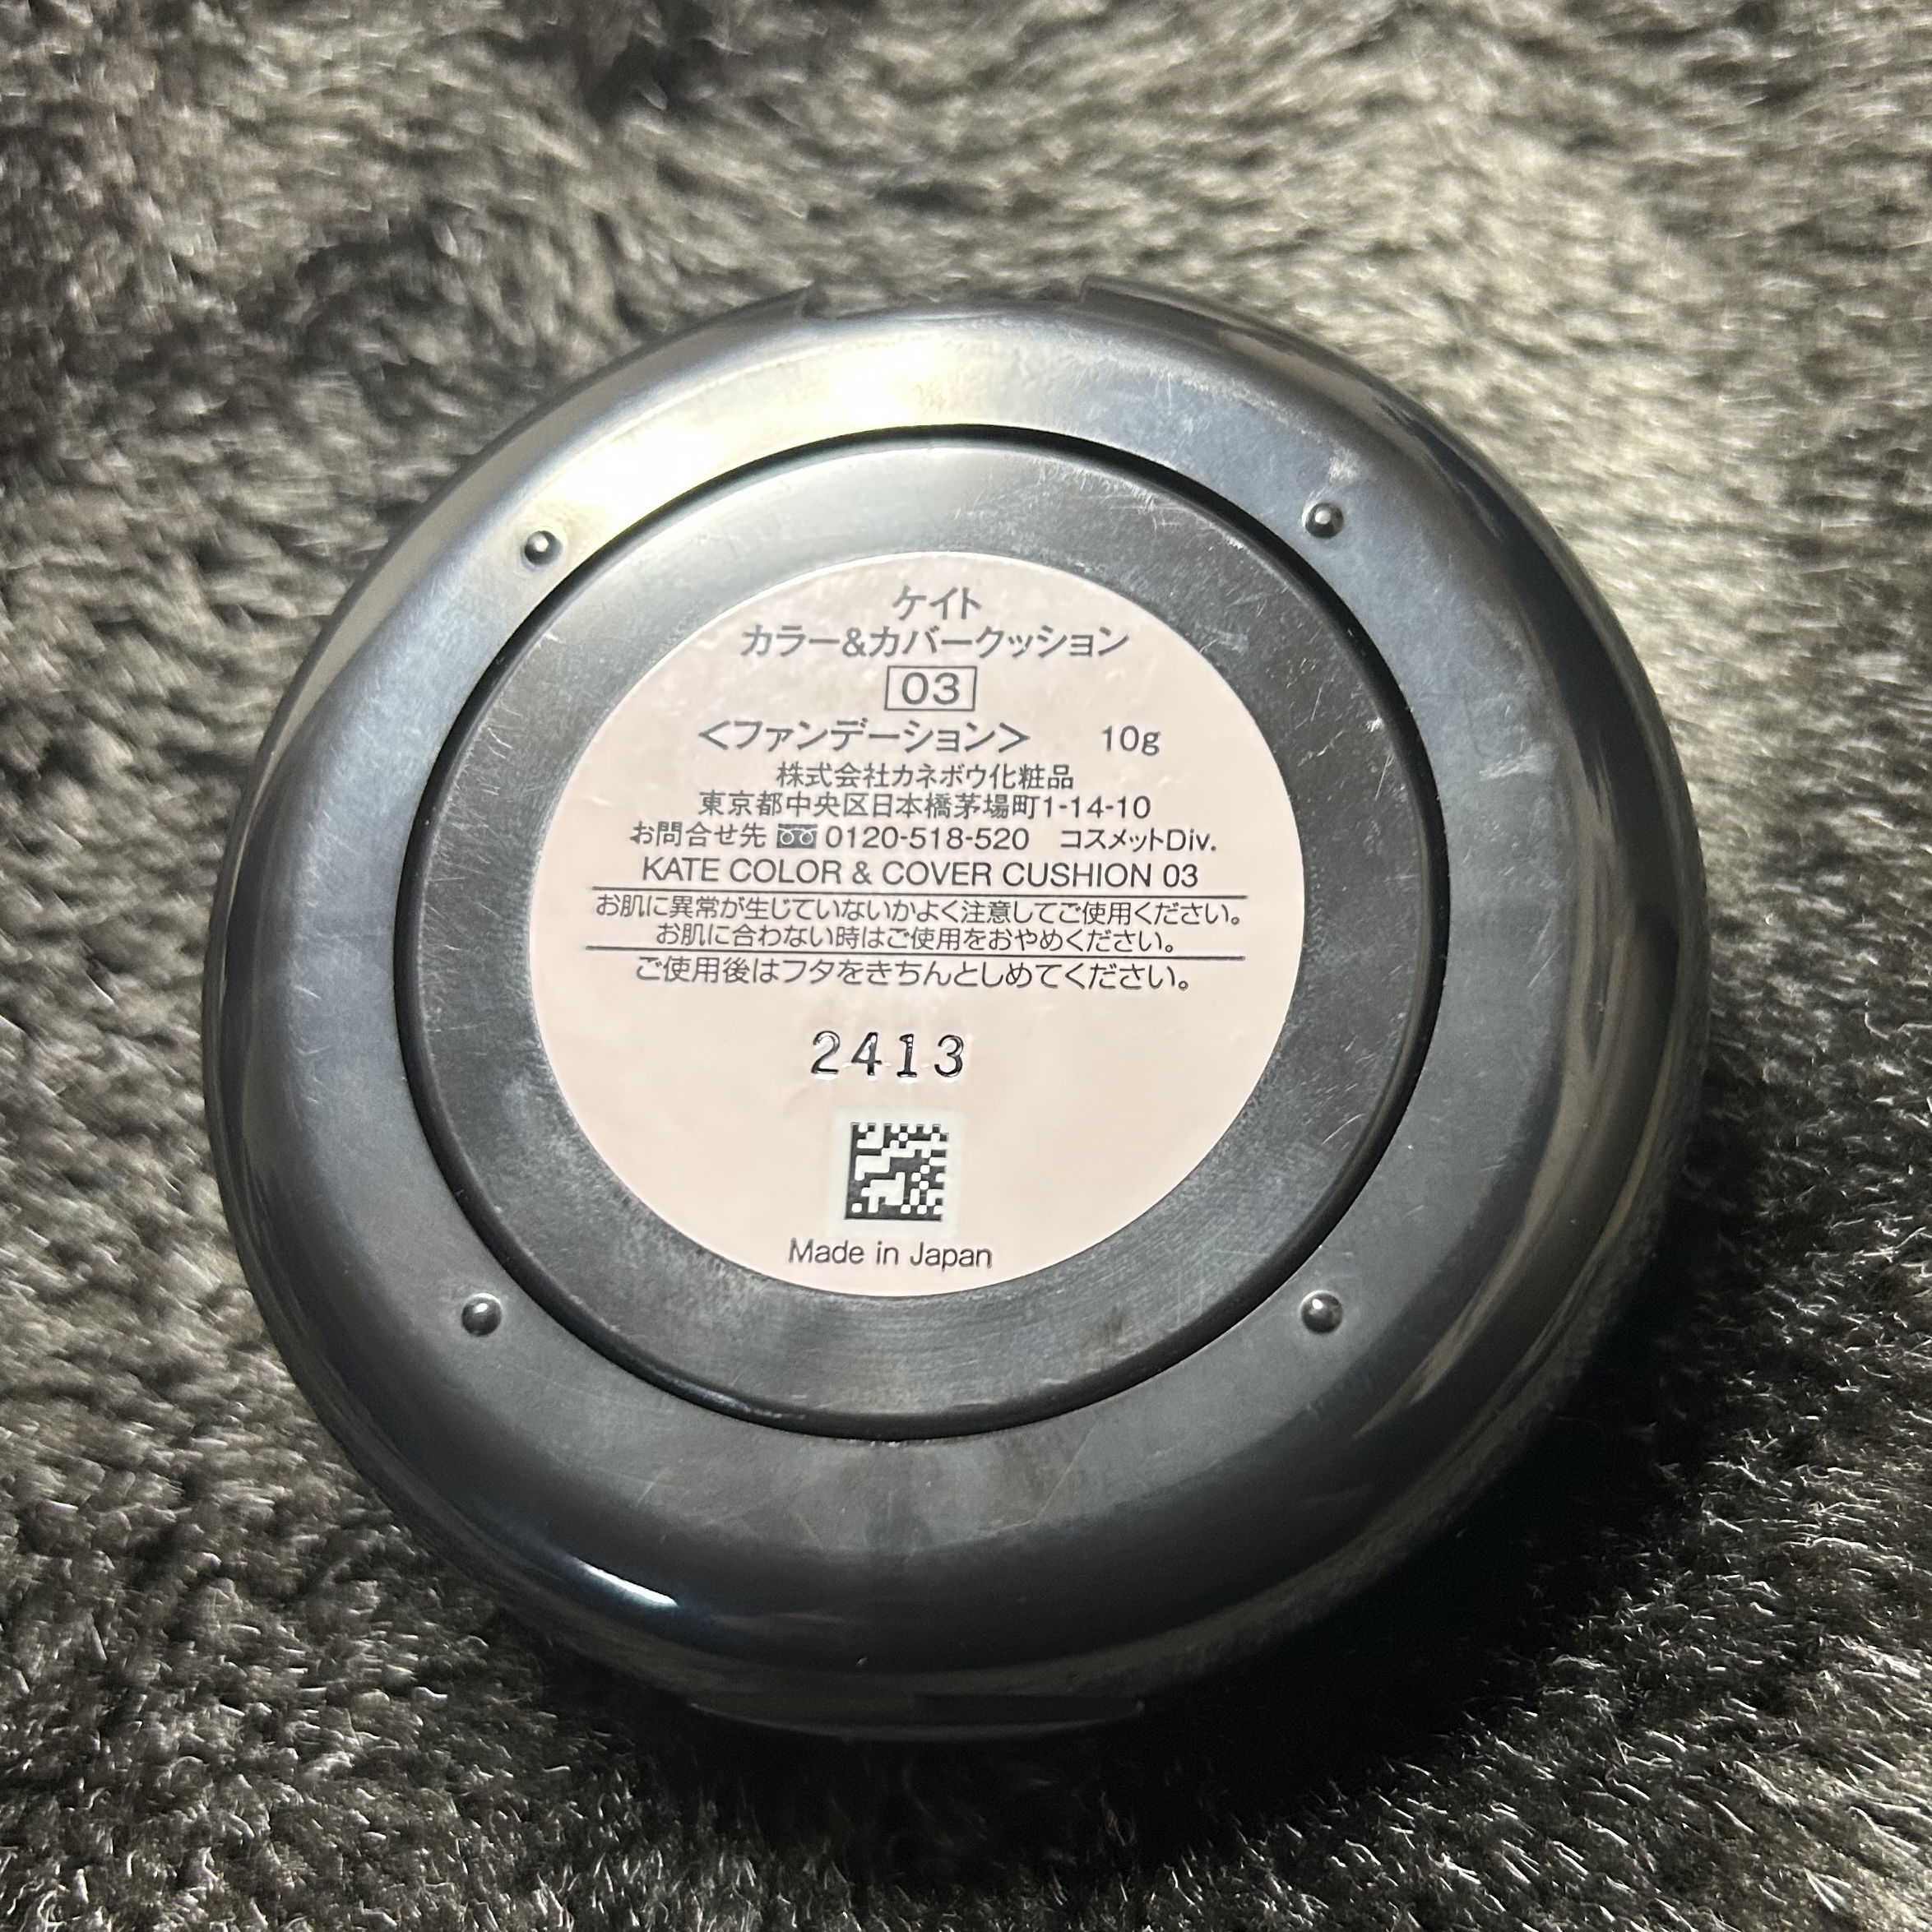 ケイト
カラー&カバークッション
03
<ファンデーション> 10g
株式会社カネボウ化粧品
東京都中央区日本橋茅場町1-14-10
お問合せ先 0120-518-520 コスメットDiv.
KATE COLOR & COVER CUSHION 03
お肌に異常が生じていないかよく注意してご使用ください。
お肌に合わない時はご使用をおやめください。
ご使用後はフタをきちんとしめてください。
2413
Made in Japan